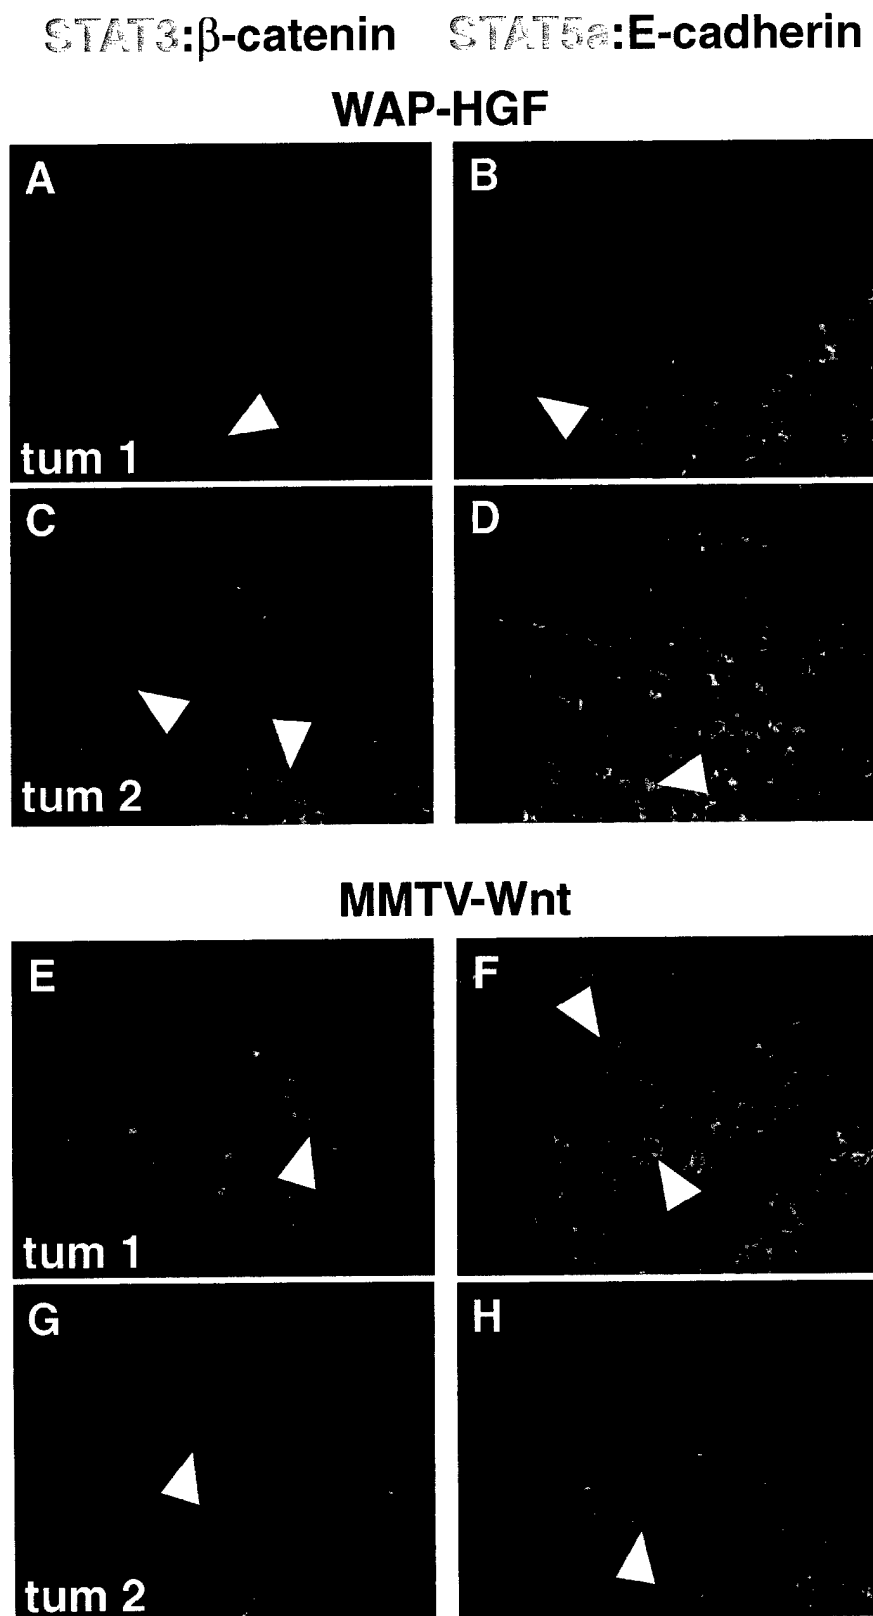 STAT3:β-catenin STAT5a:E-cadherin
WAP-HGF
A B
tum 1
C D
tum 2
MMTV-Wnt
E F
tum 1
G H
tum 2